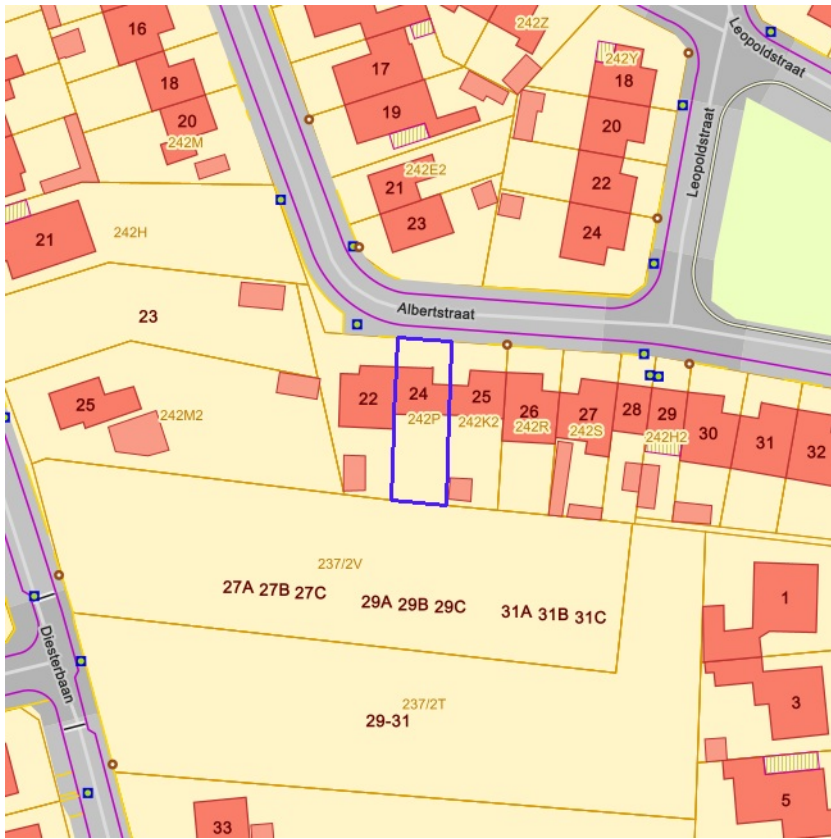 16
242Z
Leopoldstraat
17
242Y
18
18
19
20
20
242M
Leopoldstraat
242E2
21
22
23
24
21
242H
Albertstraat
23
25
242M2
22
24
25
26
27
28
29
30
31
32
242P
242K2
242R
242S
242H2
237/2V
27A 27B 27C
29A 29B 29C
31A 31B 31C
1
Diesterbaan
3
237/2T
29-31
5
33